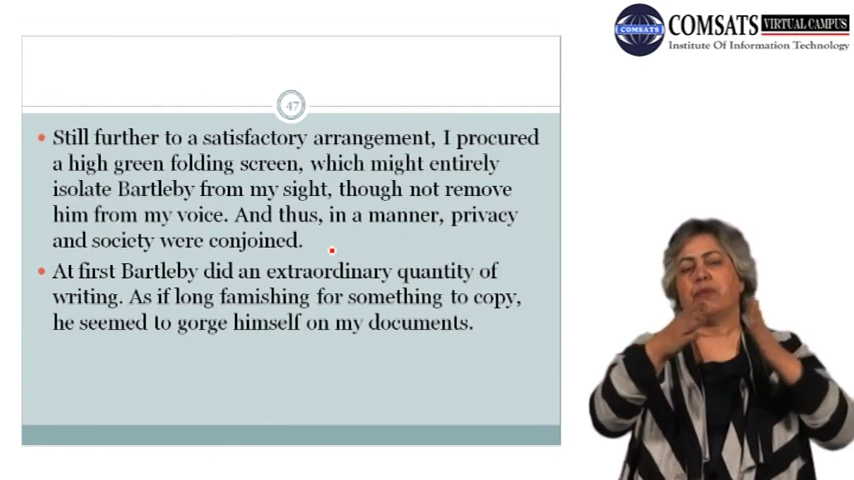 COMSATS VIRTUAL CAMPUS
COMSATS
Institute Of Information Technology
47
• Still further to a satisfactory arrangement, I procured
a high green folding screen, which might entirely
isolate Bartleby from my sight, though not remove
him from my voice. And thus, in a manner, privacy
and society were conjoined.
• At first Bartleby did an extraordinary quantity of
writing. As if long famishing for something to copy,
he seemed to gorge himself on my documents.